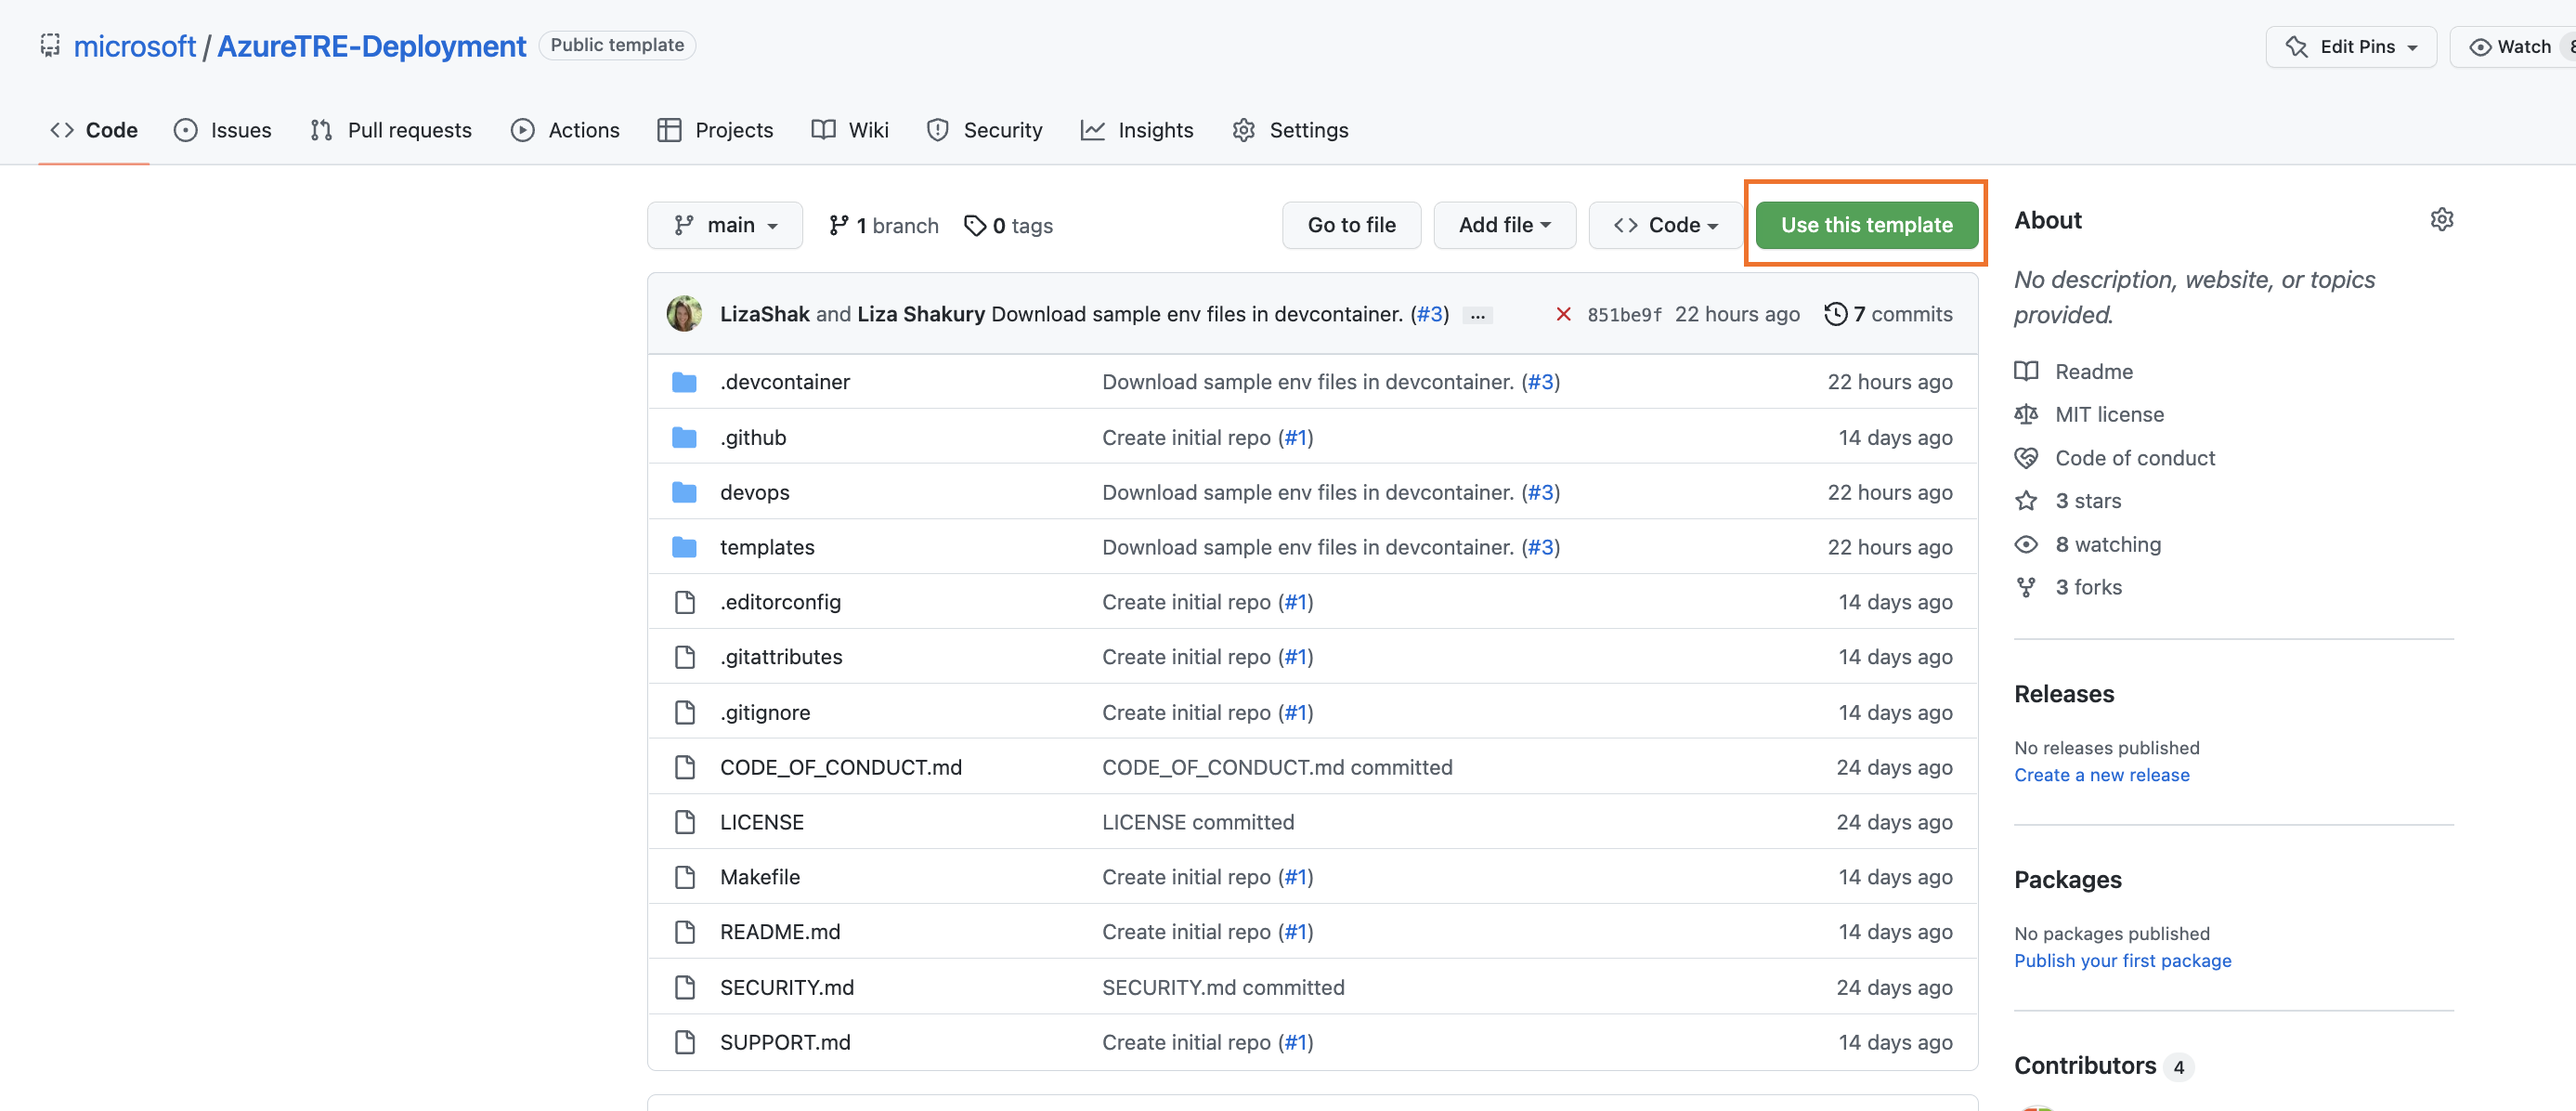 microsoft / AzureTRE-Deployment Public template Edit Pins Watch 8
Code Issues Pull requests Actions Projects Wiki Security Insights Settings
main 1 branch 0 tags Go to file Add file Code Use this template
LizaShak and Liza Shakury Download sample env files in devcontainer. (#3) ... 851be9f 22 hours ago 7 commits
.devcontainer Download sample env files in devcontainer. (#3) 22 hours ago
.github Create initial repo (#1) 14 days ago
devops Download sample env files in devcontainer. (#3) 22 hours ago
templates Download sample env files in devcontainer. (#3) 22 hours ago
.editorconfig Create initial repo (#1) 14 days ago
.gitattributes Create initial repo (#1) 14 days ago
.gitignore Create initial repo (#1) 14 days ago
CODE_OF_CONDUCT.md CODE_OF_CONDUCT.md committed 24 days ago
LICENSE LICENSE committed 24 days ago
Makefile Create initial repo (#1) 14 days ago
README.md Create initial repo (#1) 14 days ago
SECURITY.md SECURITY.md committed 24 days ago
SUPPORT.md Create initial repo (#1) 14 days ago
About
No description, website, or topics
provided.
Readme
MIT license
Code of conduct
3 stars
8 watching
3 forks
Releases
No releases published
Create a new release
Packages
No packages published
Publish your first package
Contributors 4